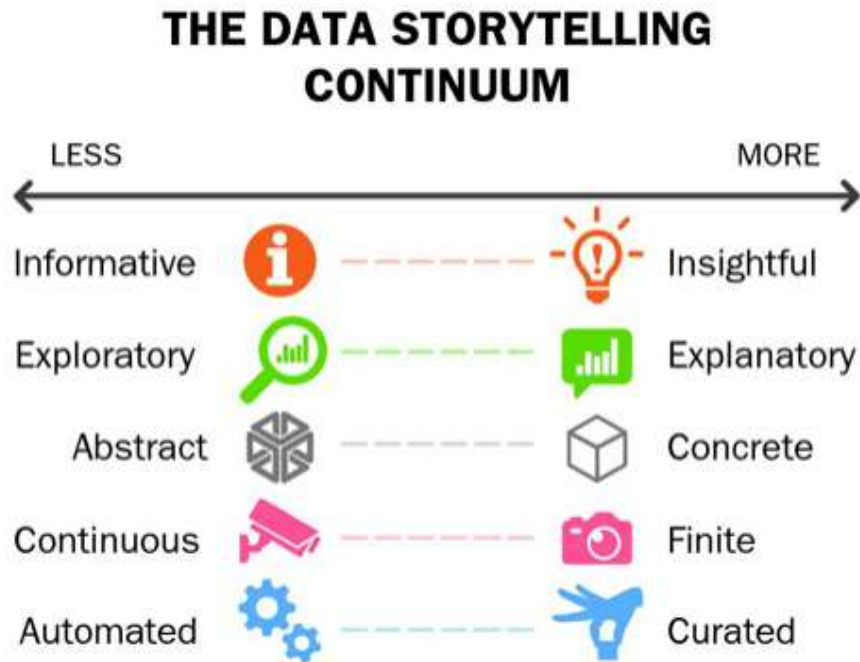 THE DATA STORYTELLING
CONTINUUM
LESS MORE
Informative Insightful
Exploratory Explanatory
Abstract Concrete
Continuous Finite
Automated Curated